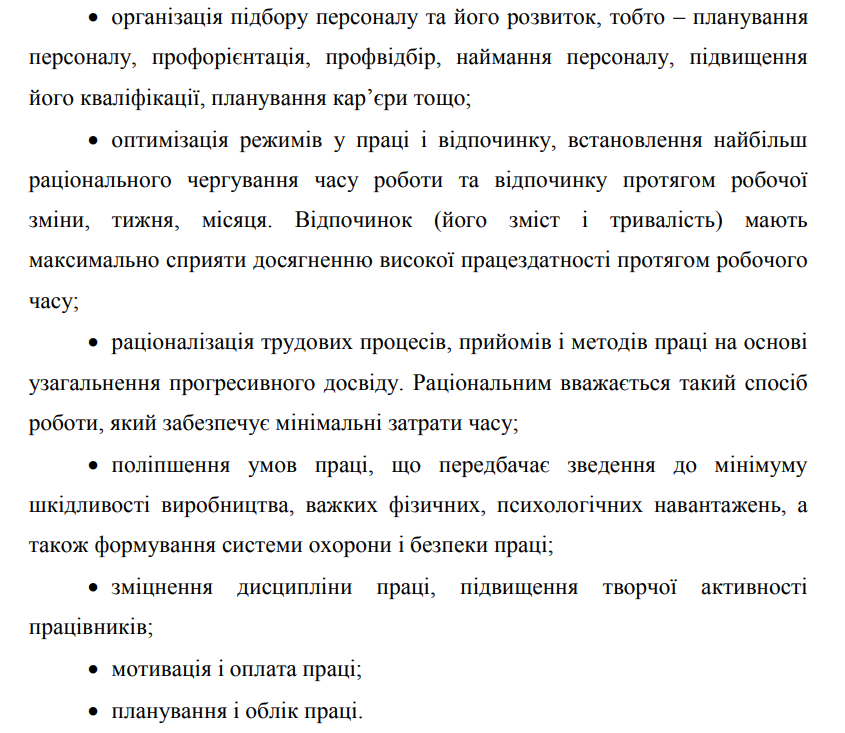 • організація підбору персоналу та його розвиток, тобто – планування
персоналу, профорієнтація, профвідбір, наймання персоналу, підвищення
його кваліфікації, планування кар’єри тощо;
• оптимізація режимів у праці і відпочинку, встановлення найбільш
раціонального чергування часу роботи та відпочинку протягом робочої
зміни, тижня, місяця. Відпочинок (його зміст і тривалість) мають
максимально сприяти досягненню високої працездатності протягом робочого
часу;
• раціоналізація трудових процесів, прийомів і методів праці на основі
узагальнення прогресивного досвіду. Раціональним вважається такий спосіб
роботи, який забезпечує мінімальні затрати часу;
• поліпшення умов праці, що передбачає зведення до мінімуму
шкідливості виробництва, важких фізичних, психологічних навантажень, а
також формування системи охорони і безпеки праці;
• зміцнення дисципліни праці, підвищення творчої активності
працівників;
• мотивація і оплата праці;
• планування і облік праці.